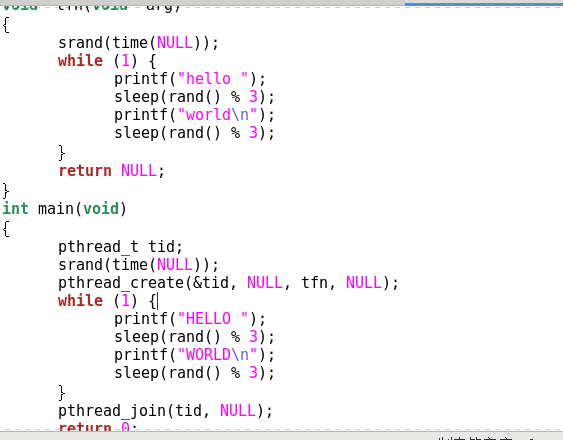 void *tfn(void *arg)
{
srand(time(NULL));
while (1) {
printf("hello ");
sleep(rand() % 3);
printf("world\n");
sleep(rand() % 3);
}
return NULL;
}
int main(void)
{
pthread_t tid;
srand(time(NULL));
pthread_create(&tid, NULL, tfn, NULL);
while (1) {
printf("HELLO ");
sleep(rand() % 3);
printf("WORLD\n");
sleep(rand() % 3);
}
pthread_join(tid, NULL);
return 0;